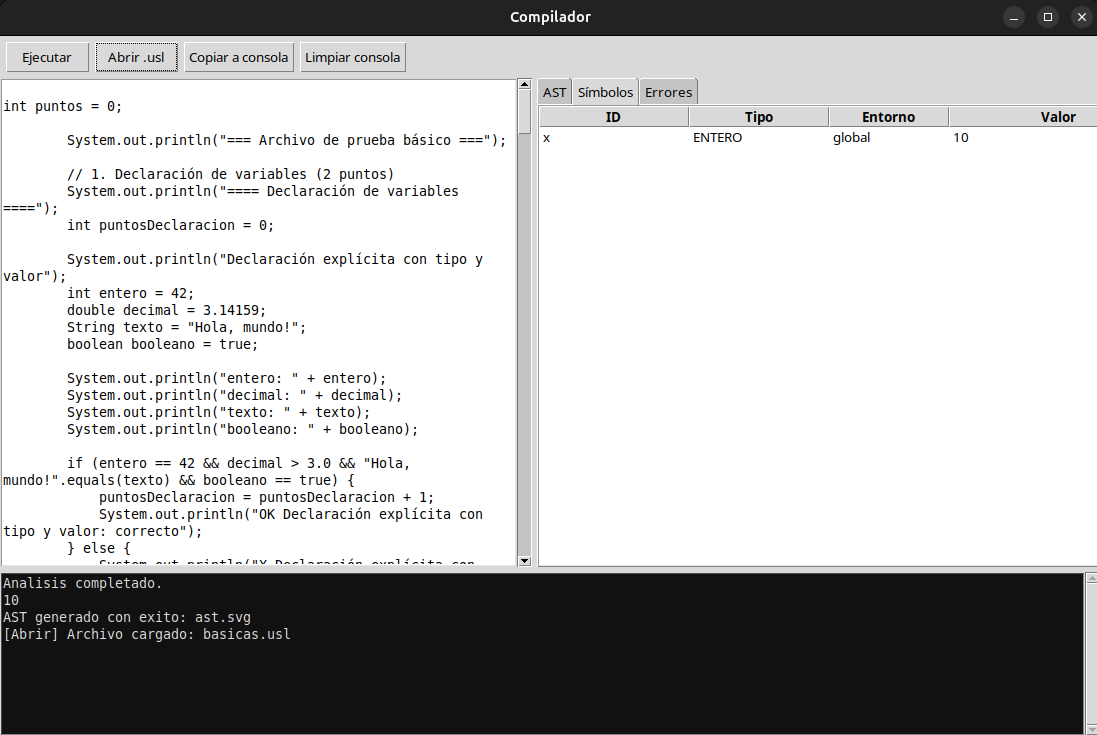 Compilador
Ejecutar Abrir .usl Copiar a consola Limpiar consola
int puntos = 0;
System.out.println("=== Archivo de prueba básico ===");
// 1. Declaración de variables (2 puntos)
System.out.println("==== Declaración de variables
====");
int puntosDeclaracion = 0;
System.out.println("Declaración explícita con tipo y
valor");
int entero = 42;
double decimal = 3.14159;
String texto = "Hola, mundo!";
boolean booleano = true;
System.out.println("entero: " + entero);
System.out.println("decimal: " + decimal);
System.out.println("texto: " + texto);
System.out.println("booleano: " + booleano);
if (entero == 42 && decimal > 3.0 && "Hola,
mundo!".equals(texto) && booleano == true) {
puntosDeclaracion = puntosDeclaracion + 1;
System.out.println("OK Declaración explícita con
tipo y valor: correcto");
} else {
System.out.println("X Declaración explícita con
AST Símbolos Errores
ID Tipo Entorno Valor
x ENTERO global 10
Analisis completado.
10
AST generado con exito: ast.svg
[Abrir] Archivo cargado: basicas.usl